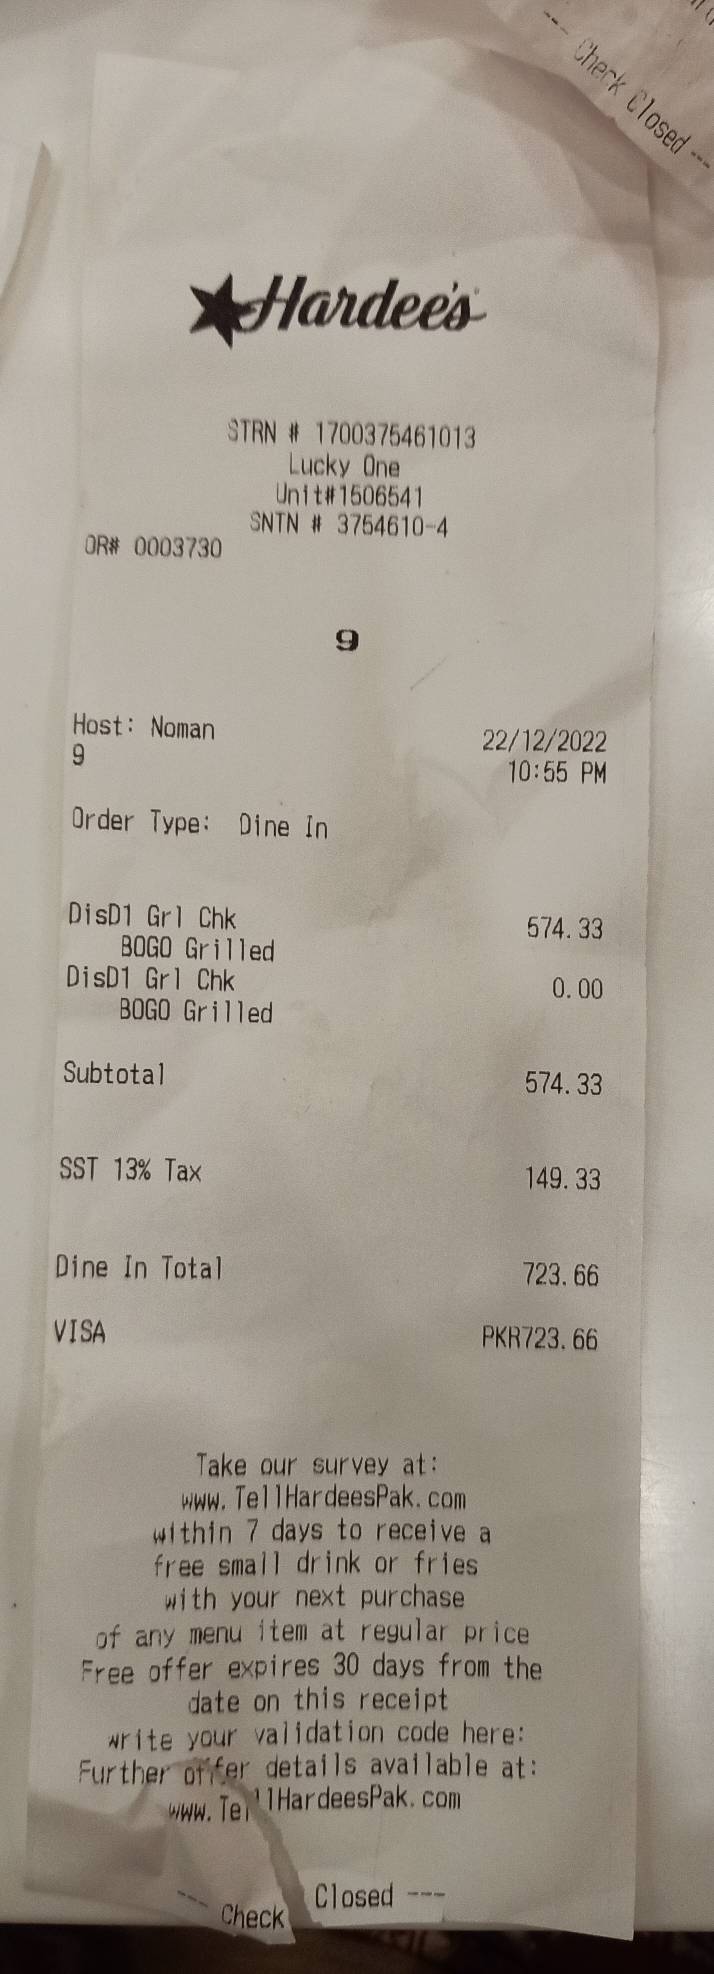 --- Check Closed ---
Hardee's
STRN # 1700375461013
Lucky One
Unit#1506541
SNTN # 3754610-4
OR# 0003730
9
Host: Noman 22/12/2022
9 10:55 PM
Order Type: Dine In
DisD1 Grl Chk 574.33
BOGO Grilled
DisD1 Grl Chk 0.00
BOGO Grilled
Subtotal 574.33
SST 13% Tax 149.33
Dine In Total 723.66
VISA PKR723.66
Take our survey at:
www.TellHardeesPak.com
within 7 days to receive a
free small drink or fries
with your next purchase
of any menu item at regular price
Free offer expires 30 days from the
date on this receipt
write your validation code here:
Further offer details available at:
www.TellHardeesPak.com
--- Check Closed ---